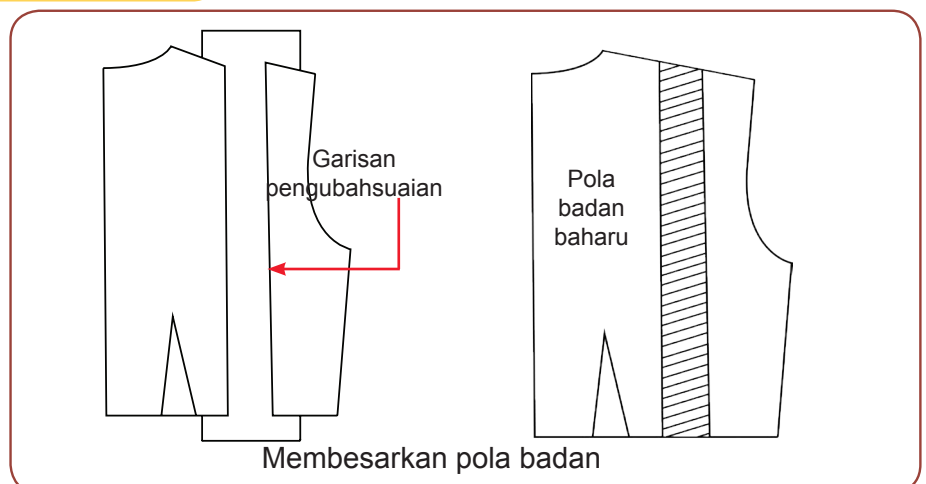 Garisan
pengubahsuaian
Pola
badan
baharu
Membesarkan pola badan